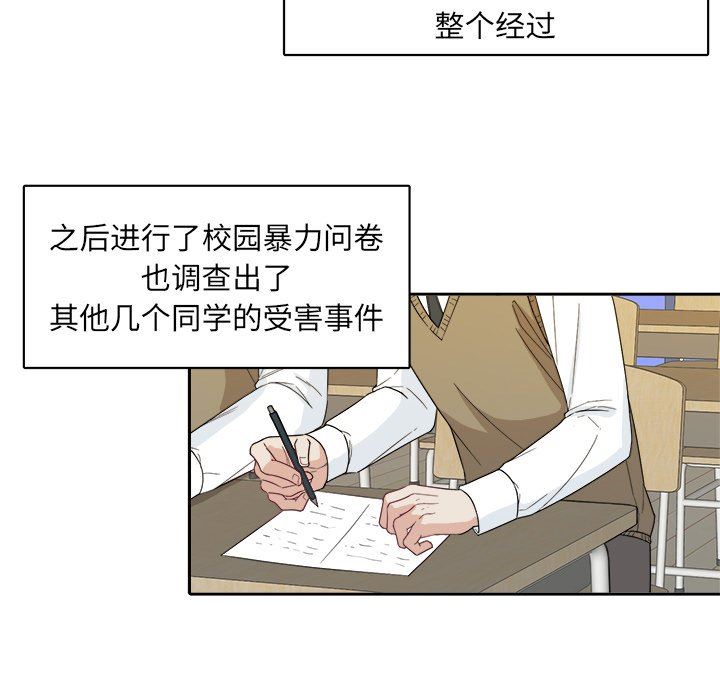 整个经过
之后进行了校园暴力问卷
也调查出了
其他几个同学的受害事件